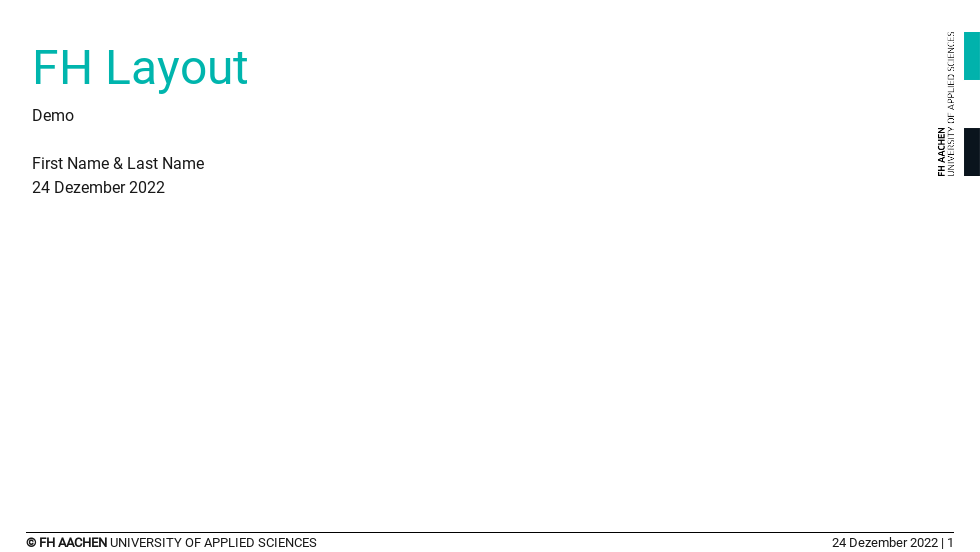 FH Layout
Demo
First Name & Last Name
24 Dezember 2022
FH AACHEN
UNIVERSITY OF APPLIED SCIENCES
© FH AACHEN UNIVERSITY OF APPLIED SCIENCES
24 Dezember 2022 | 1